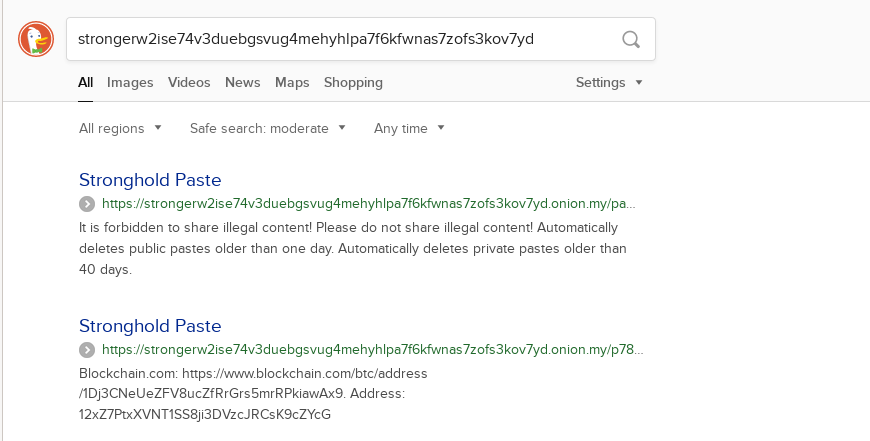 strongerw2ise74v3duebgsvug4mehyhlpa7f6kfwnas7zofs3kov7yd
All Images Videos News Maps Shopping Settings
All regions Safe search: moderate Any time
Stronghold Paste
https://strongerw2ise74v3duebgsvug4mehyhlpa7f6kfwnas7zofs3kov7yd.onion.my/pa...
It is forbidden to share illegal content! Please do not share illegal content! Automatically
deletes public pastes older than one day. Automatically deletes private pastes older than
40 days.
Stronghold Paste
https://strongerw2ise74v3duebgsvug4mehyhlpa7f6kfwnas7zofs3kov7yd.onion.my/p78...
Blockchain.com: https://www.blockchain.com/btc/address
/1Dj3CNeUeZFV8ucZfRrGrs5mrRPkiawAx9. Address:
12xZ7PtxXVNT1SS8ji3DVzcJRCsK9cZYcG